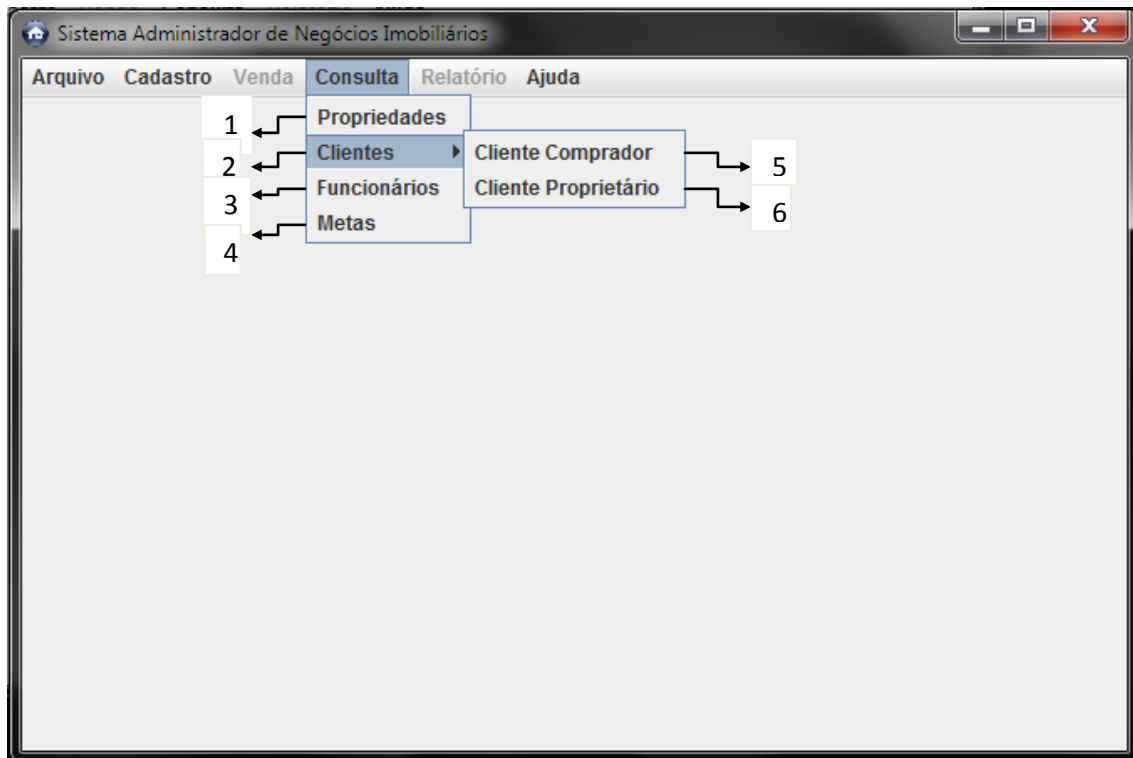 Sistema Administrador de Negócios Imobiliários
Arquivo Cadastro Venda Consulta Relatório Ajuda
1 Propriedades
2 Clientes Cliente Comprador 5
3 Funcionários Cliente Proprietário 6
4 Metas